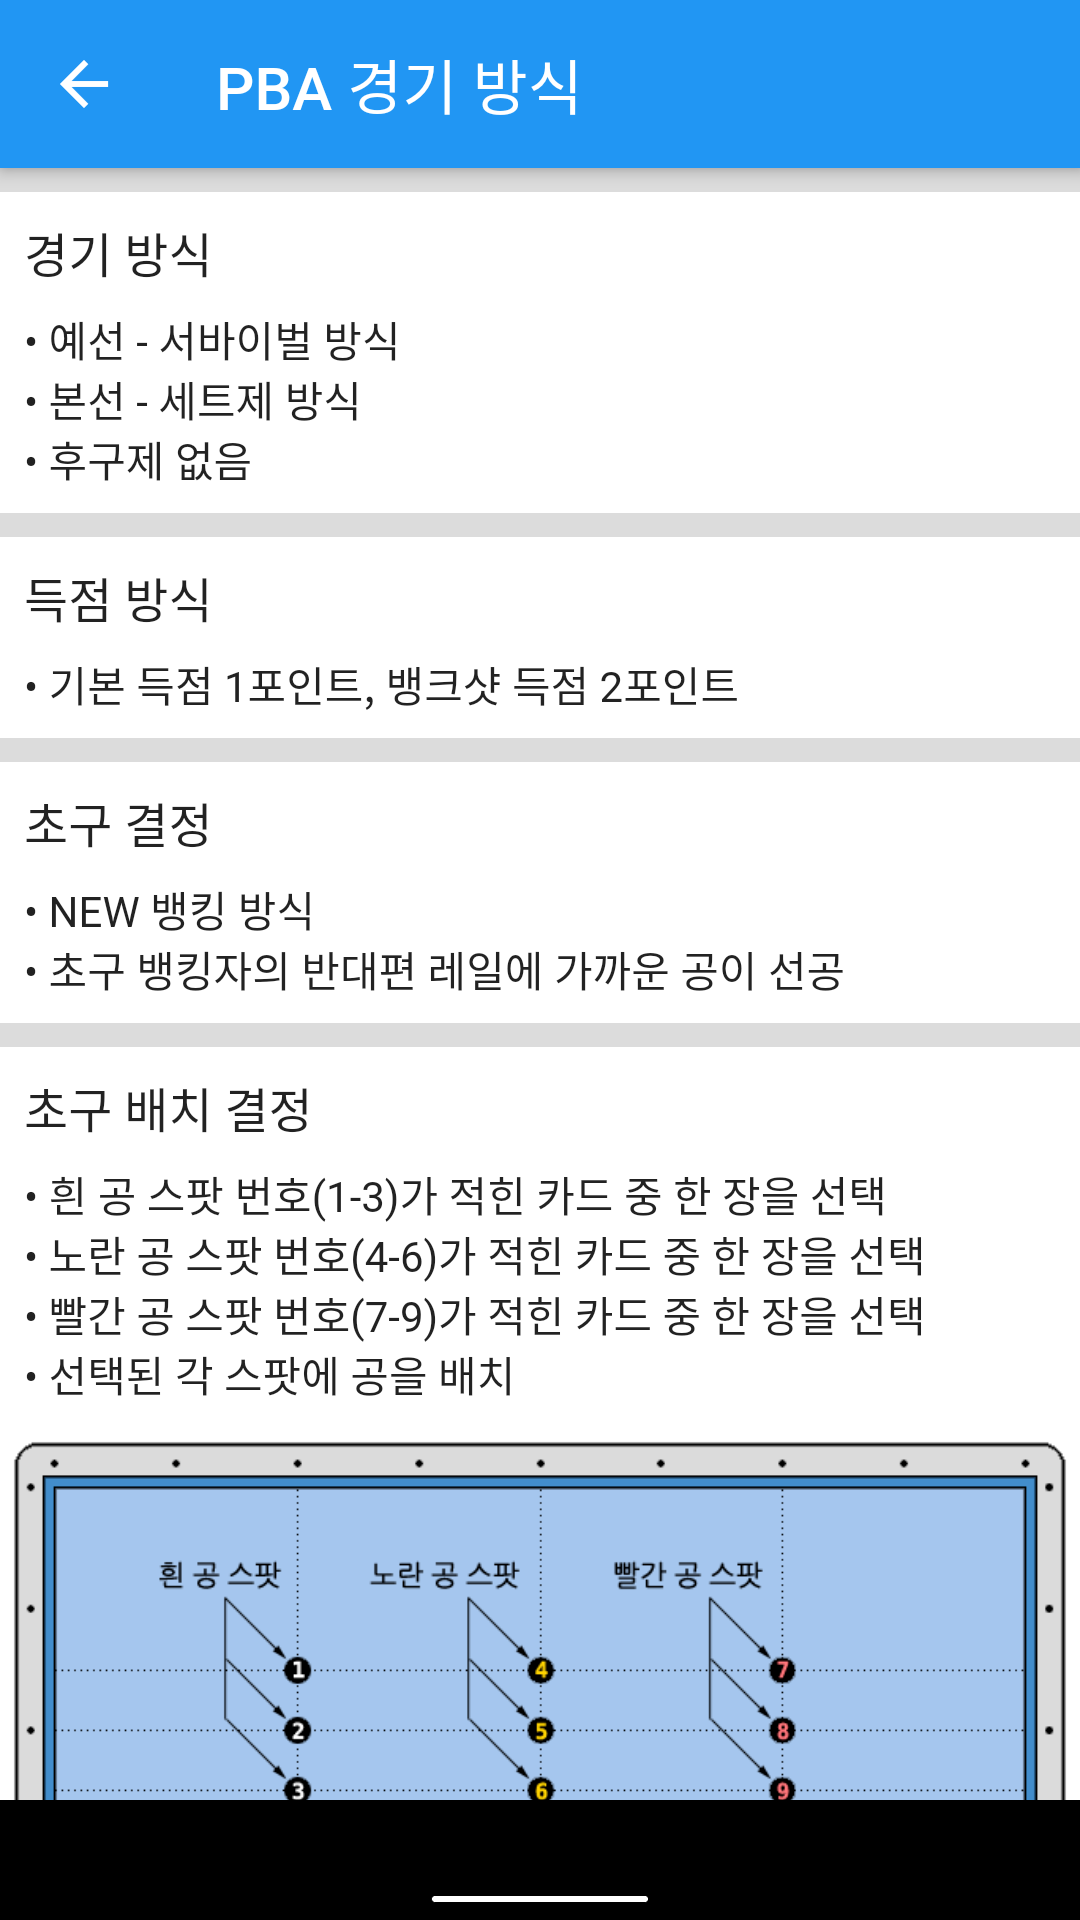 PBA 경기 방식
경기 방식
• 예선 - 서바이벌 방식
• 본선 - 세트제 방식
• 후구제 없음
득점 방식
• 기본 득점 1포인트, 뱅크샷 득점 2포인트
초구 결정
• NEW 뱅킹 방식
• 초구 뱅킹자의 반대편 레일에 가까운 공이 선공
초구 배치 결정
• 흰 공 스팟 번호(1-3)가 적힌 카드 중 한 장을 선택
• 노란 공 스팟 번호(4-6)가 적힌 카드 중 한 장을 선택
• 빨간 공 스팟 번호(7-9)가 적힌 카드 중 한 장을 선택
• 선택된 각 스팟에 공을 배치
흰 공 스팟 노란 공 스팟 빨간 공 스팟
1 4 7
2 5 8
3 6 9